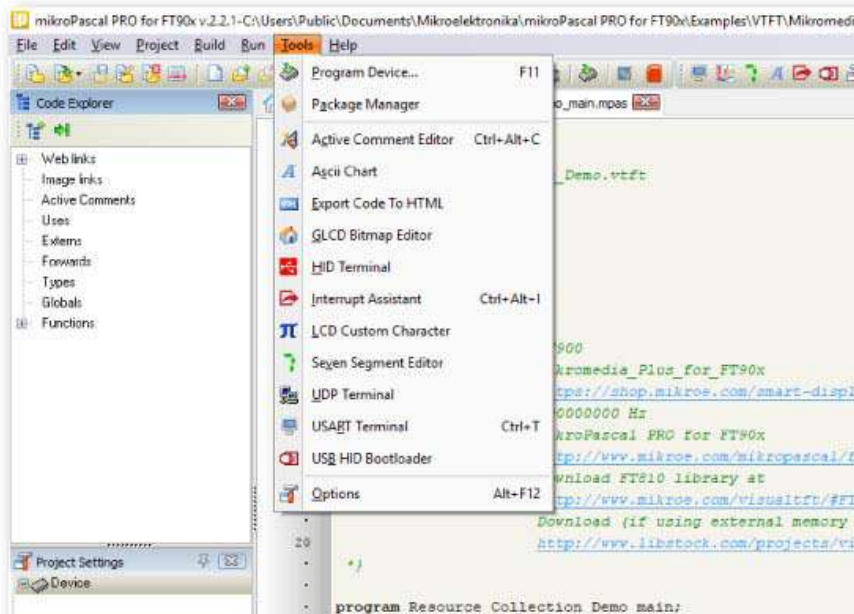 mikroPascal PRO for FT90x v.2.2.1-C:\Users\Public\Documents\Mikroelektronika\mikroPascal PRO for FT90x\Examples\VTFT\Mikromedi
File Edit View Project Build Run Tools Help
Program Device... F11
Code Explorer
Package Manager
o_main.mpas
Active Comment Editor Ctrl+Alt+C
Web links
Ascii Chart
_Demo.vtft
Image links
Active Comments
Export Code To HTML
Uses
GLCD Bitmap Editor
Externs
Forwards
HID Terminal
Types
Globals
Interrupt Assistant Ctrl+Alt+I
Functions
LCD Custom Character
T900
Seven Segment Editor
kromedia_Plus_for_FT90x
UDP Terminal
tps://shop.mikroe.com/smart-displ
0000000 Hz
USART Terminal Ctrl+T
kroPascal PRO for FT90x
USB HID Bootloader
tp://www.mikroe.com/mikropascal/f
wnload FT810 library at
Options Alt+F12
tp://www.mikroe.com/visualtft/#FT
Download (if using external memory
20 http://www.libstock.com/projects/vi
Project Settings
*)
Device
program Resource Collection Demo main;